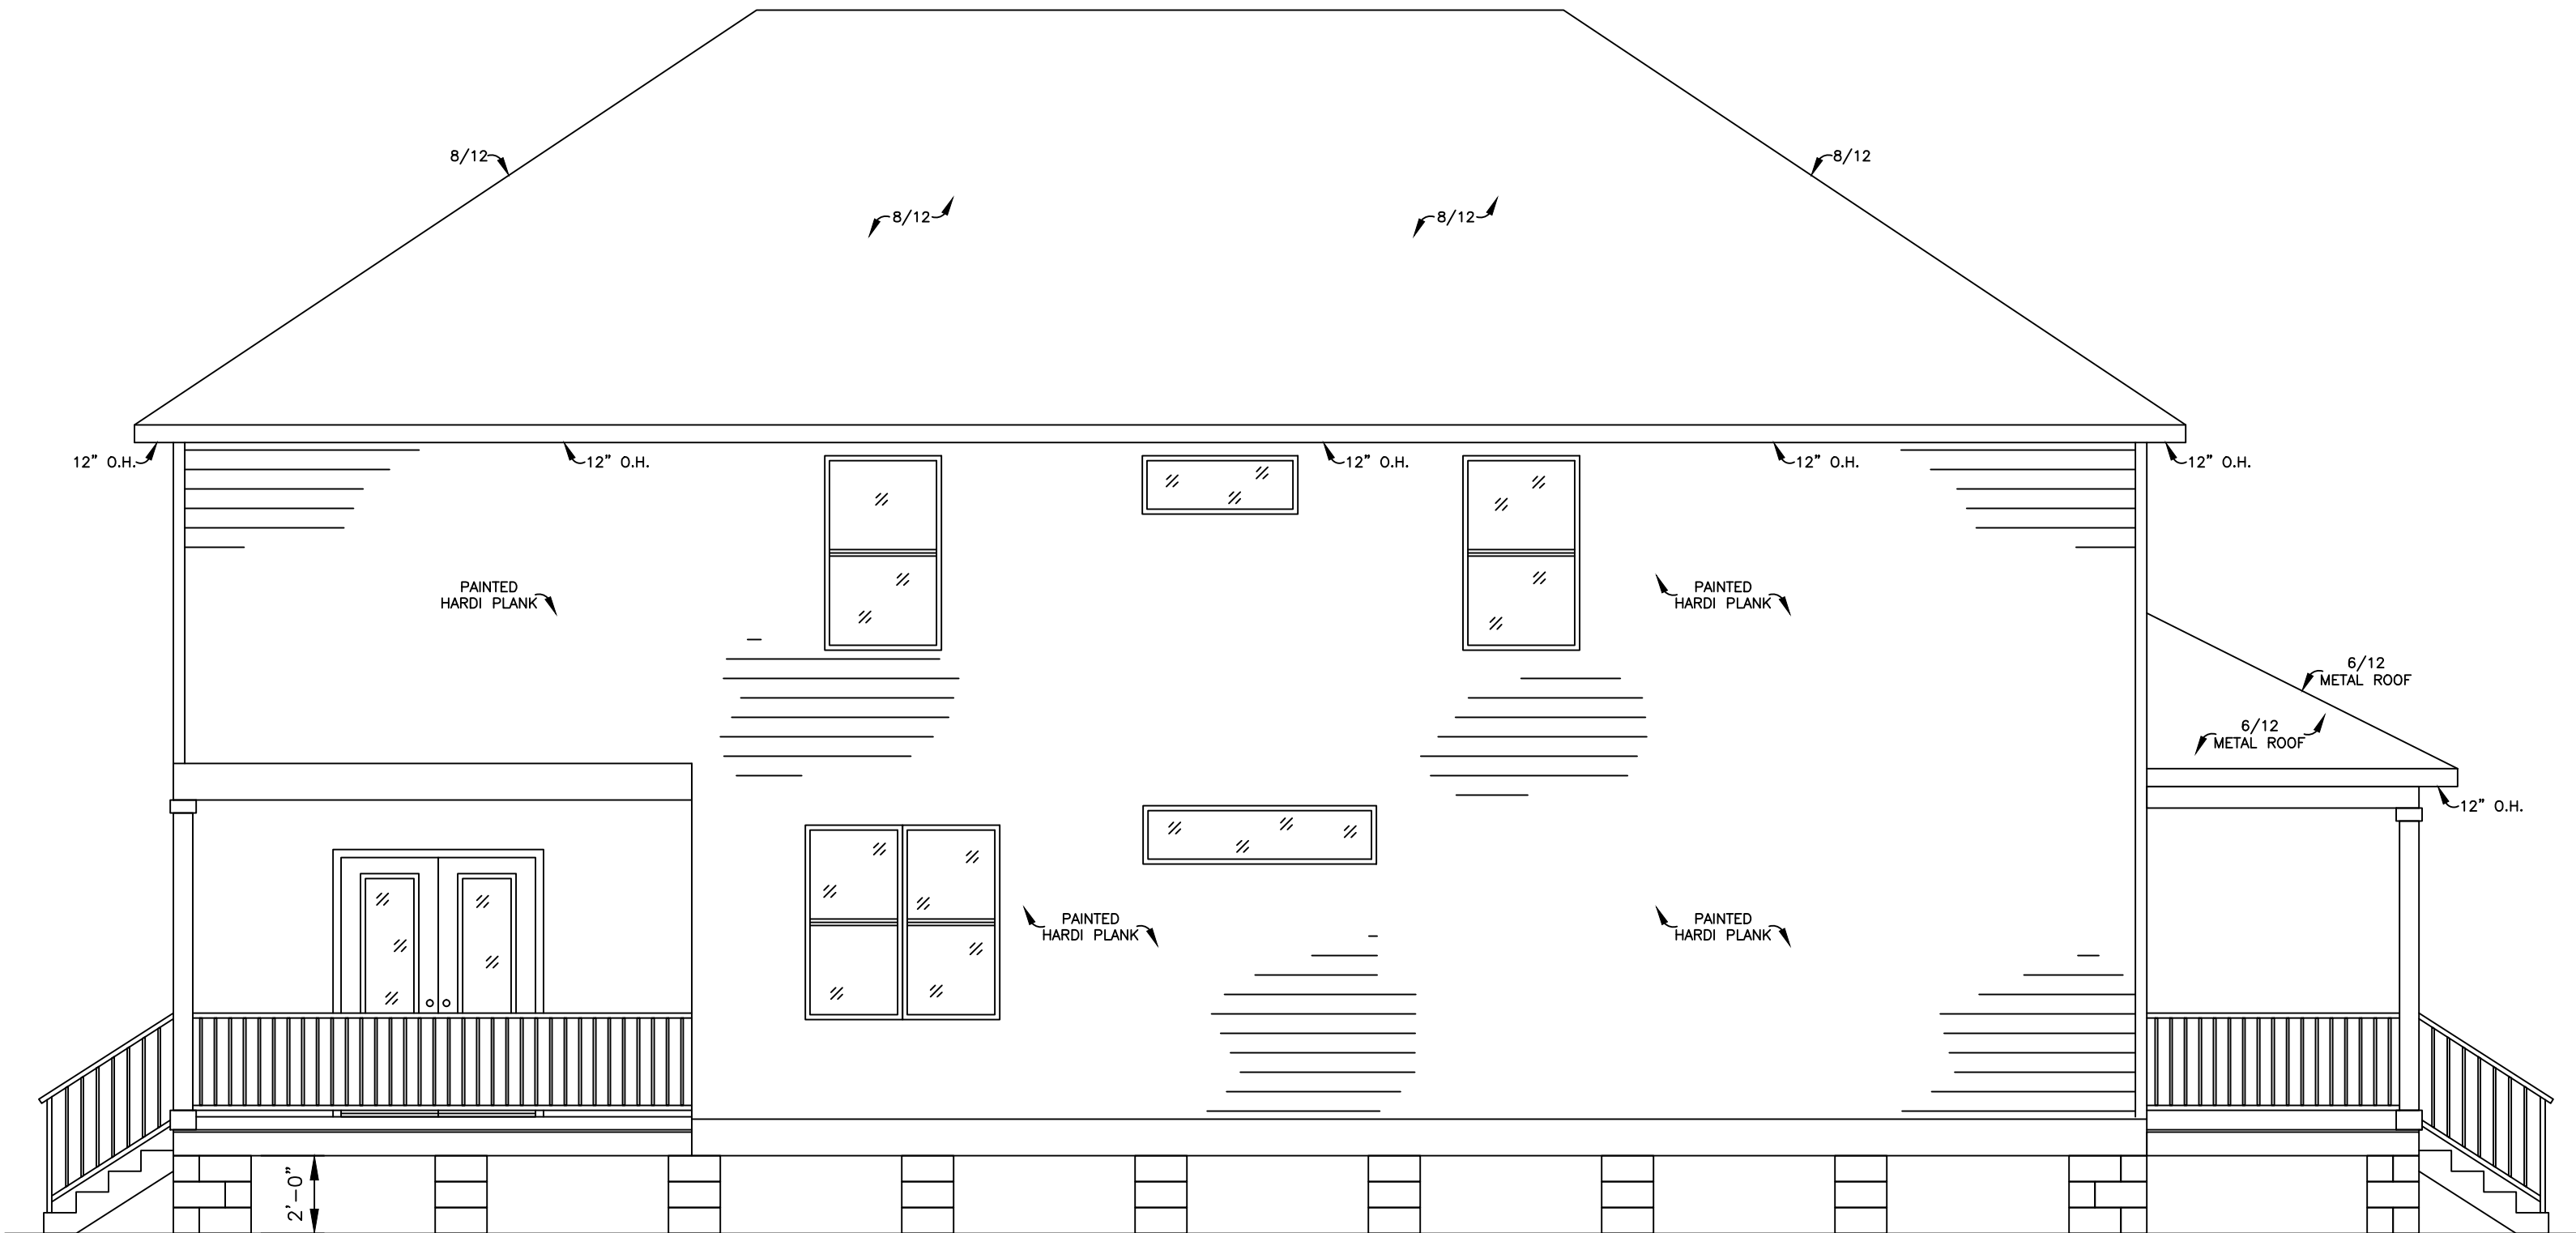 8/12
8/12
8/12
8/12
12" O.H.
12" O.H.
12" O.H.
12" O.H.
12" O.H.
PAINTED
HARDI PLANK
PAINTED
HARDI PLANK
6/12
METAL ROOF
6/12
METAL ROOF
12" O.H.
PAINTED
HARDI PLANK
PAINTED
HARDI PLANK
2'-0"